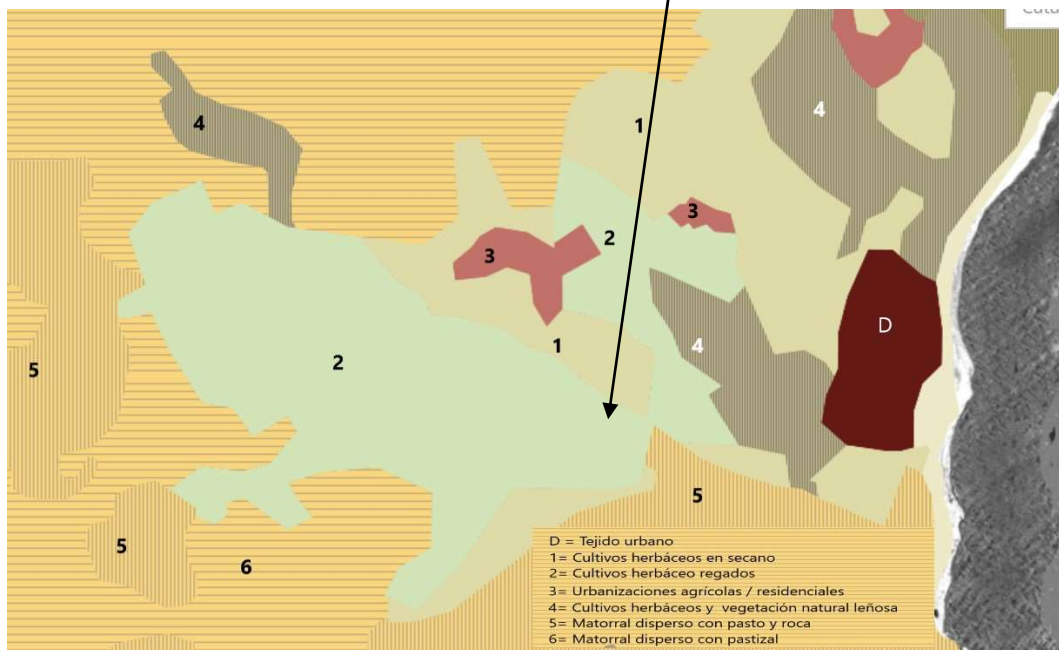 4
1
4
3
2
3
D
1
4
2
5
5
5
6
D = Tejido urbano
1= Cultivos herbáceos en secano
2= Cultivos herbáceo regados
3= Urbanizaciones agrícolas / residenciales
4= Cultivos herbáceos y vegetación natural leñosa
5= Matorral disperso con pasto y roca
6= Matorral disperso con pastizal